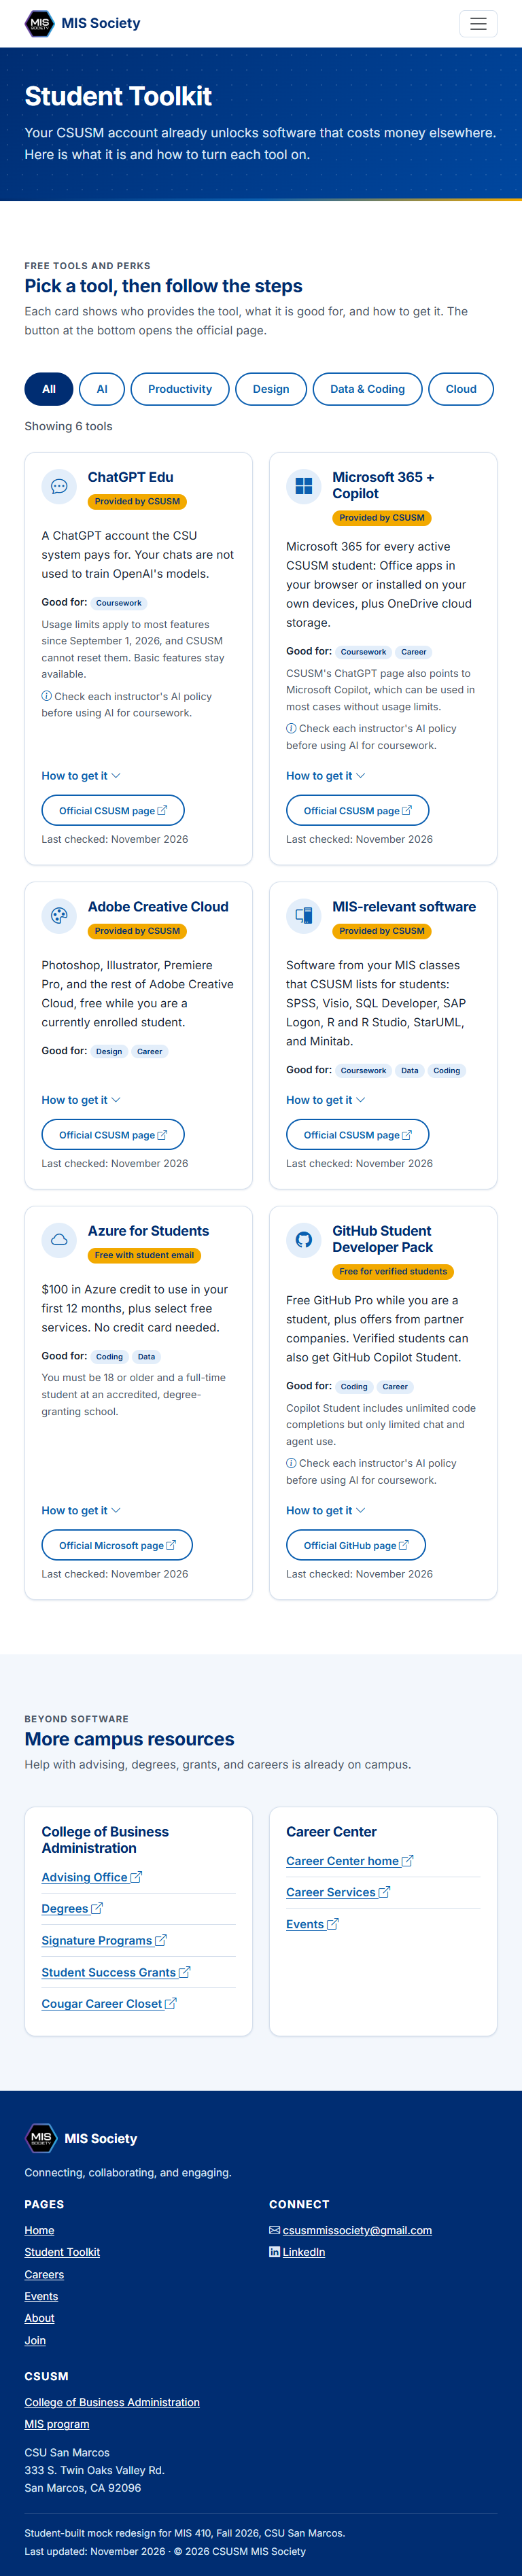 MIS SOCIETY
MIS Society
Student Toolkit
Your CSUSM account already unlocks software that costs money elsewhere.
Here is what it is and how to turn each tool on.
FREE TOOLS AND PERKS
Pick a tool, then follow the steps
Each card shows who provides the tool, what it is good for, and how to get it. The
button at the bottom opens the official page.
All
AI
Productivity
Design
Data & Coding
Cloud
Showing 6 tools
ChatGPT Edu
Provided by CSUSM
A ChatGPT account the CSU
system pays for. Your chats are not
used to train OpenAI's models.
Good for: Coursework
Usage limits apply to most features
since September 1, 2026, and CSUSM
cannot reset them. Basic features stay
available.
Check each instructor's AI policy
before using AI for coursework.
How to get it
Official CSUSM page
Last checked: November 2026
Microsoft 365 +
Copilot
Provided by CSUSM
Microsoft 365 for every active
CSUSM student: Office apps in
your browser or installed on your
own devices, plus OneDrive cloud
storage.
Good for: Coursework Career
CSUSM's ChatGPT page also points to
Microsoft Copilot, which can be used in
most cases without usage limits.
Check each instructor's AI policy
before using AI for coursework.
How to get it
Official CSUSM page
Last checked: November 2026
Adobe Creative Cloud
Provided by CSUSM
Photoshop, Illustrator, Premiere
Pro, and the rest of Adobe Creative
Cloud, free while you are a
currently enrolled student.
Good for: Design Career
How to get it
Official CSUSM page
Last checked: November 2026
MIS-relevant software
Provided by CSUSM
Software from your MIS classes
that CSUSM lists for students:
SPSS, Visio, SQL Developer, SAP
Logon, R and R Studio, StarUML,
and Minitab.
Good for: Coursework Data Coding
How to get it
Official CSUSM page
Last checked: November 2026
Azure for Students
Free with student email
$100 in Azure credit to use in your
first 12 months, plus select free
services. No credit card needed.
Good for: Coding Data
You must be 18 or older and a full-time
student at an accredited, degree-
granting school.
How to get it
Official Microsoft page
Last checked: November 2026
GitHub Student
Developer Pack
Free for verified students
Free GitHub Pro while you are a
student, plus offers from partner
companies. Verified students can
also get GitHub Copilot Student.
Good for: Coding Career
Copilot Student includes unlimited code
completions but only limited chat and
agent use.
Check each instructor's AI policy
before using AI for coursework.
How to get it
Official GitHub page
Last checked: November 2026
BEYOND SOFTWARE
More campus resources
Help with advising, degrees, grants, and careers is already on campus.
College of Business
Administration
Advising Office
Degrees
Signature Programs
Student Success Grants
Cougar Career Closet
Career Center
Career Center home
Career Services
Events
MIS SOCIETY
MIS Society
Connecting, collaborating, and engaging.
PAGES
Home
Student Toolkit
Careers
Events
About
Join
CONNECT
csusmmissociety@gmail.com
LinkedIn
CSUSM
College of Business Administration
MIS program
CSU San Marcos
333 S. Twin Oaks Valley Rd.
San Marcos, CA 92096
Student-built mock redesign for MIS 410, Fall 2026, CSU San Marcos.
Last updated: November 2026 · © 2026 CSUSM MIS Society